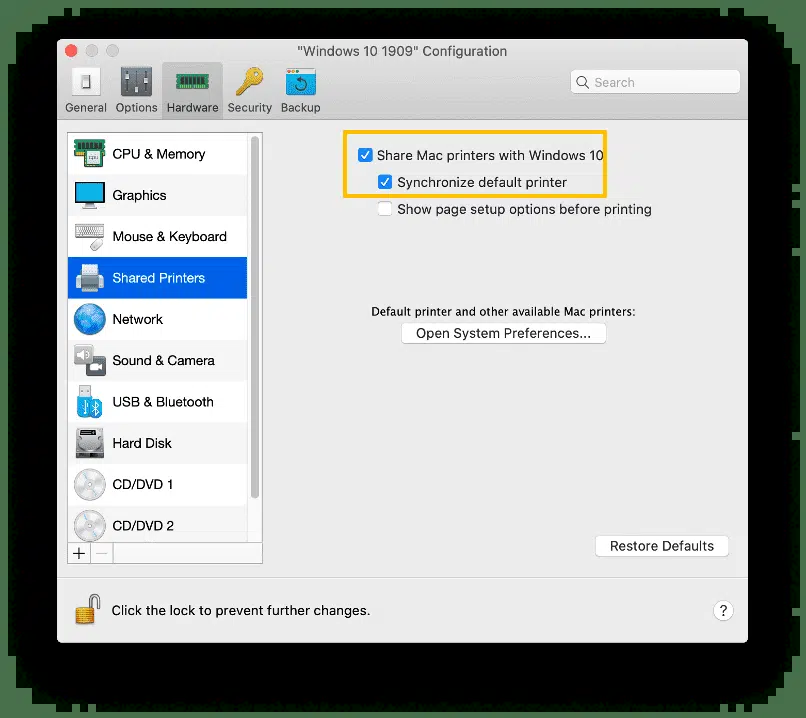 "Windows 10 1909" Configuration
General Options Hardware Security Backup
Search
CPU & Memory
Graphics
Mouse & Keyboard
Shared Printers
Network
Sound & Camera
USB & Bluetooth
Hard Disk
CD/DVD 1
CD/DVD 2
Share Mac printers with Windows 10
Synchronize default printer
Show page setup options before printing
Default printer and other available Mac printers:
Open System Preferences...
Restore Defaults
Click the lock to prevent further changes.
?